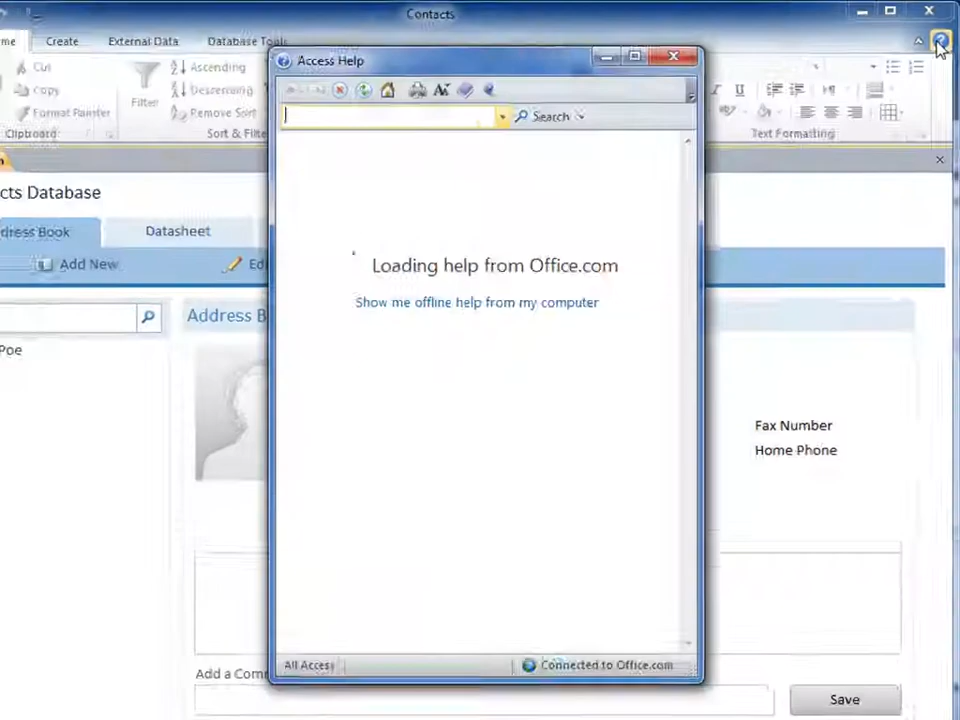 Contacts
me Create External Data Database Tools
Cut
Copy
Format Painter
Clipboard
Filter
Ascending
Descending
Remove Sort
Sort & Filte
Text Formatting
Access Help
Search
cts Database
dress Book Datasheet
Add New
Edi
Address B
Poe
Loading help from Office.com
Show me offline help from my computer
Fax Number
Home Phone
All Access
Connected to Office.com
Add a Comm
Save